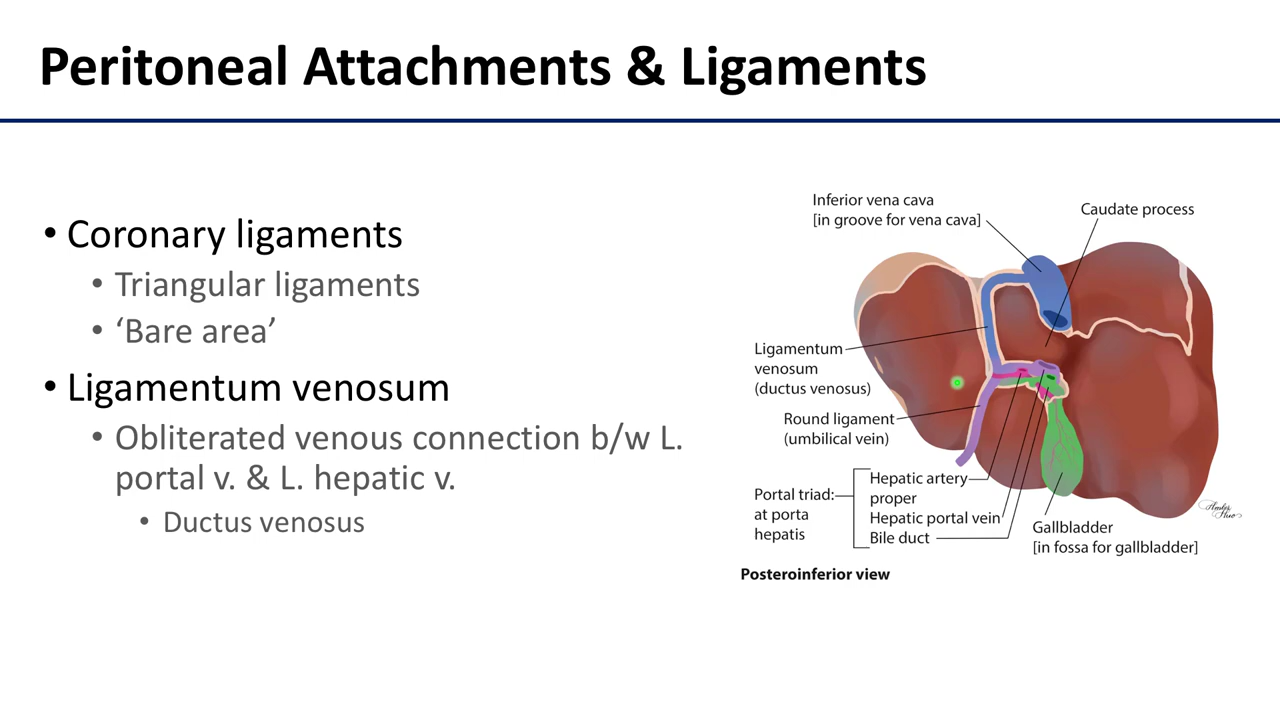 Peritoneal Attachments & Ligaments
• Coronary ligaments
• Triangular ligaments
• ‘Bare area’
• Ligamentum venosum
• Obliterated venous connection b/w L.
portal v. & L. hepatic v.
• Ductus venosus
Inferior vena cava
[in groove for vena cava]
Caudate process
Ligamentum
venosum
(ductus venosus)
Round ligament
(umbilical vein)
Portal triad:
at porta
hepatis
Hepatic artery
proper
Hepatic portal vein
Bile duct
Gallbladder
[in fossa for gallbladder]
Posteroinferior view